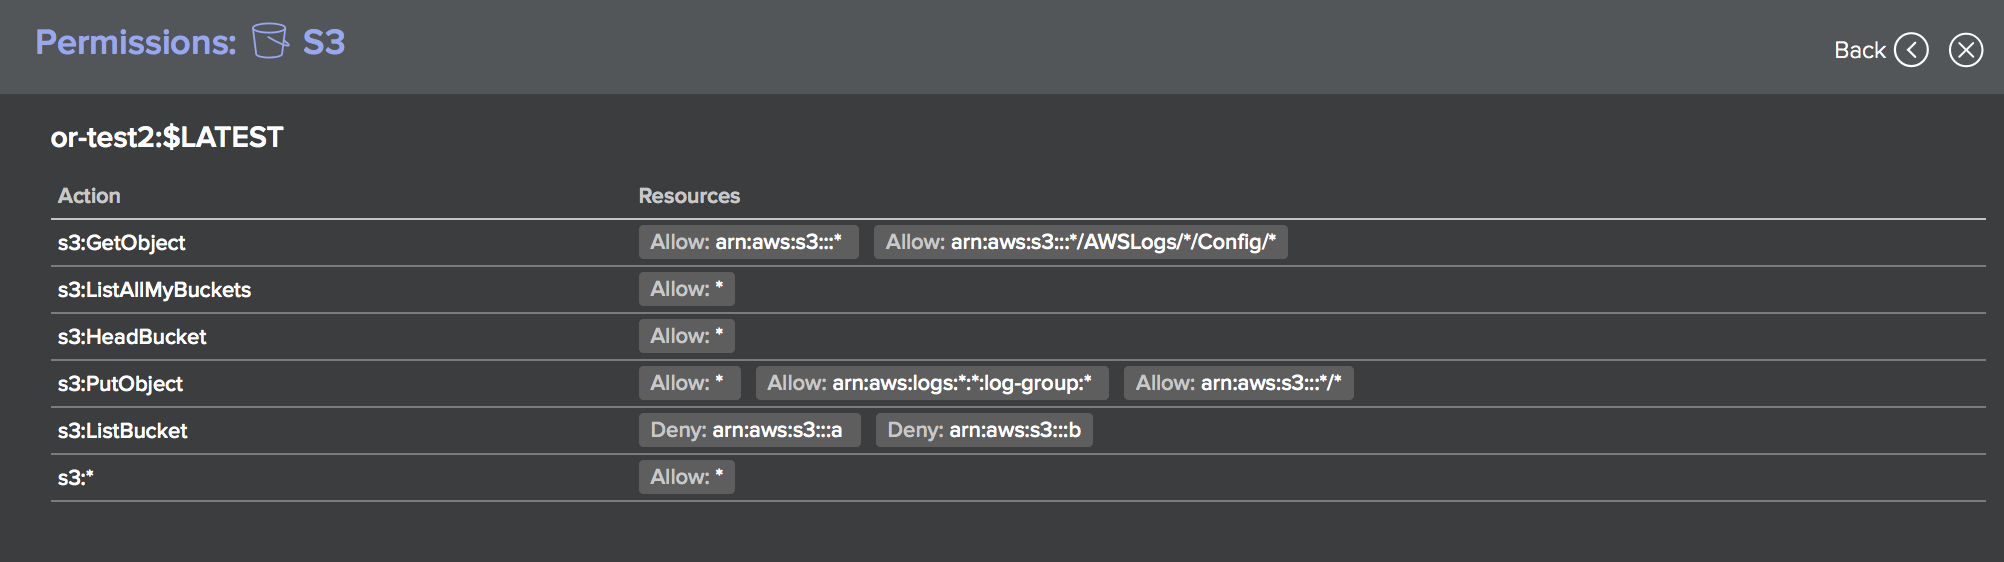 Permissions: S3
Back
or-test2:$LATEST
Action Resources
s3:GetObject Allow: arn:aws:s3:::* Allow: arn:aws:s3:::*/AWSLogs/*/Config/*
s3:ListAllMyBuckets Allow: *
s3:HeadBucket Allow: *
s3:PutObject Allow: * Allow: arn:aws:logs:*:*:log-group:* Allow: arn:aws:s3:::*/*
s3:ListBucket Deny: arn:aws:s3:::a Deny: arn:aws:s3:::b
s3:* Allow: *